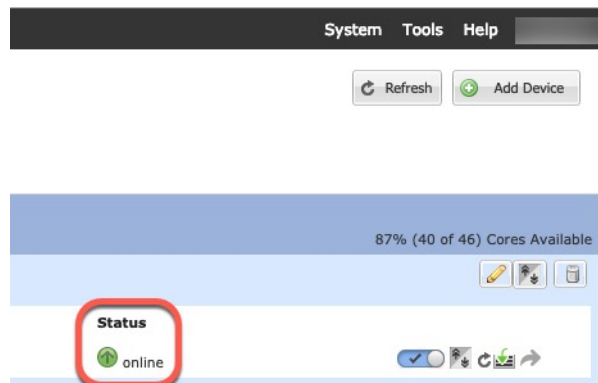 System Tools Help
Refresh Add Device
87% (40 of 46) Cores Available
Status
online